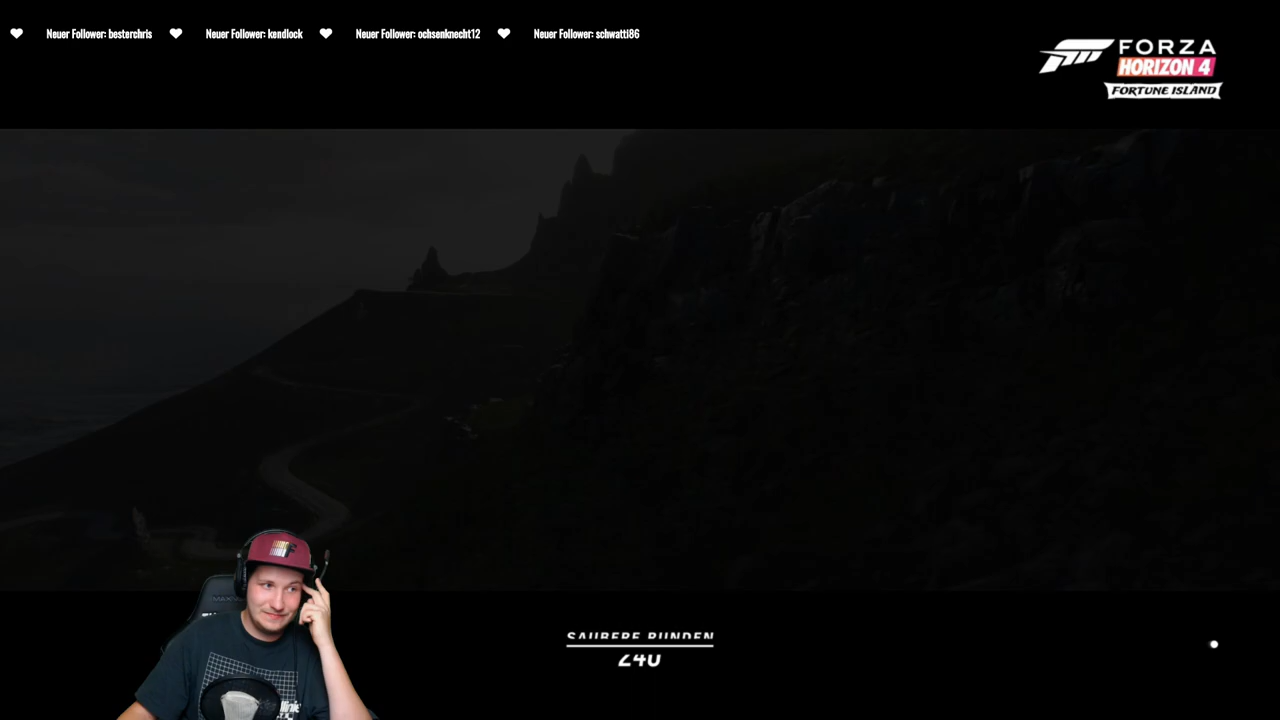 Neuer Follower: besterchris
Neuer Follower: kendlock
Neuer Follower: ochsenknecht12
Neuer Follower: schwatti86
FORZA
HORIZON 4
FORTUNE ISLAND
SAUBERE RUNDEN
240